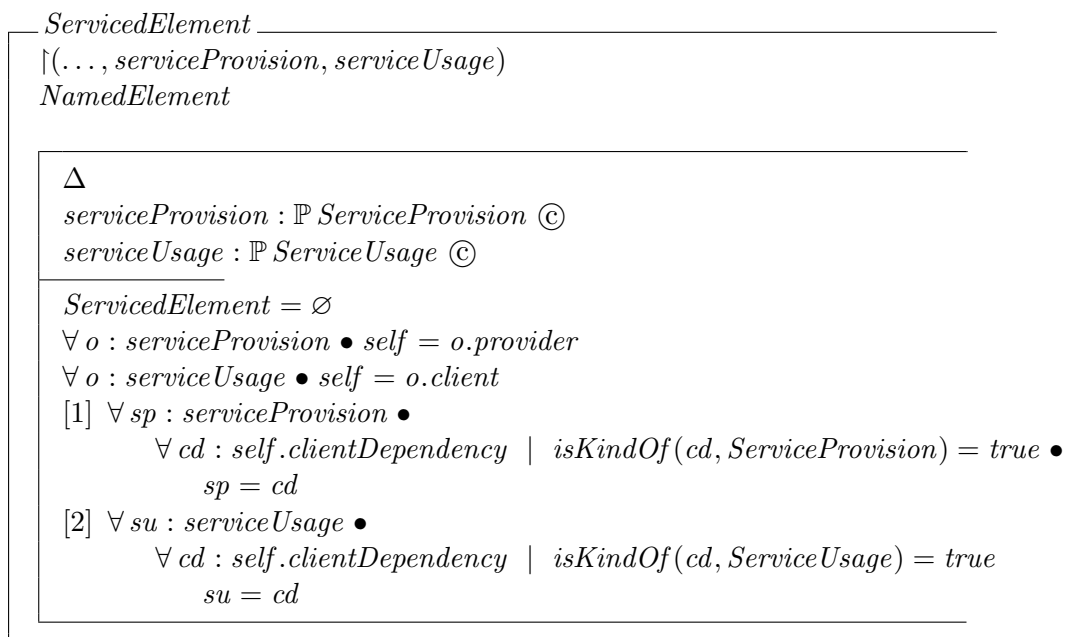 ServicedElement
↾(. . . , serviceProvision, serviceUsage)
NamedElement
Δ
serviceProvision : ℙ ServiceProvision ©
serviceUsage : ℙ ServiceUsage ©
ServicedElement = ∅
∀ o : serviceProvision • self = o.provider
∀ o : serviceUsage • self = o.client
[1] ∀ sp : serviceProvision •
∀ cd : self.clientDependency | isKindOf(cd, ServiceProvision) = true •
sp = cd
[2] ∀ su : serviceUsage •
∀ cd : self.clientDependency | isKindOf(cd, ServiceUsage) = true
su = cd